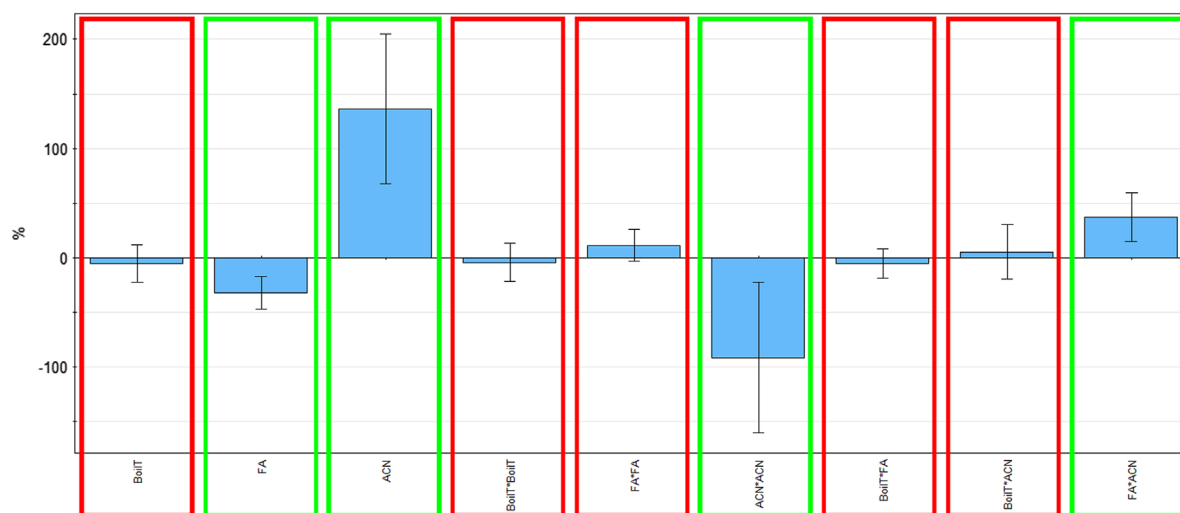 200
100
0
-100
%
BoilT
FA
ACN
BoilT*BoilT
FA*FA
ACN*ACN
BoilT*FA
BoilT*ACN
FA*ACN